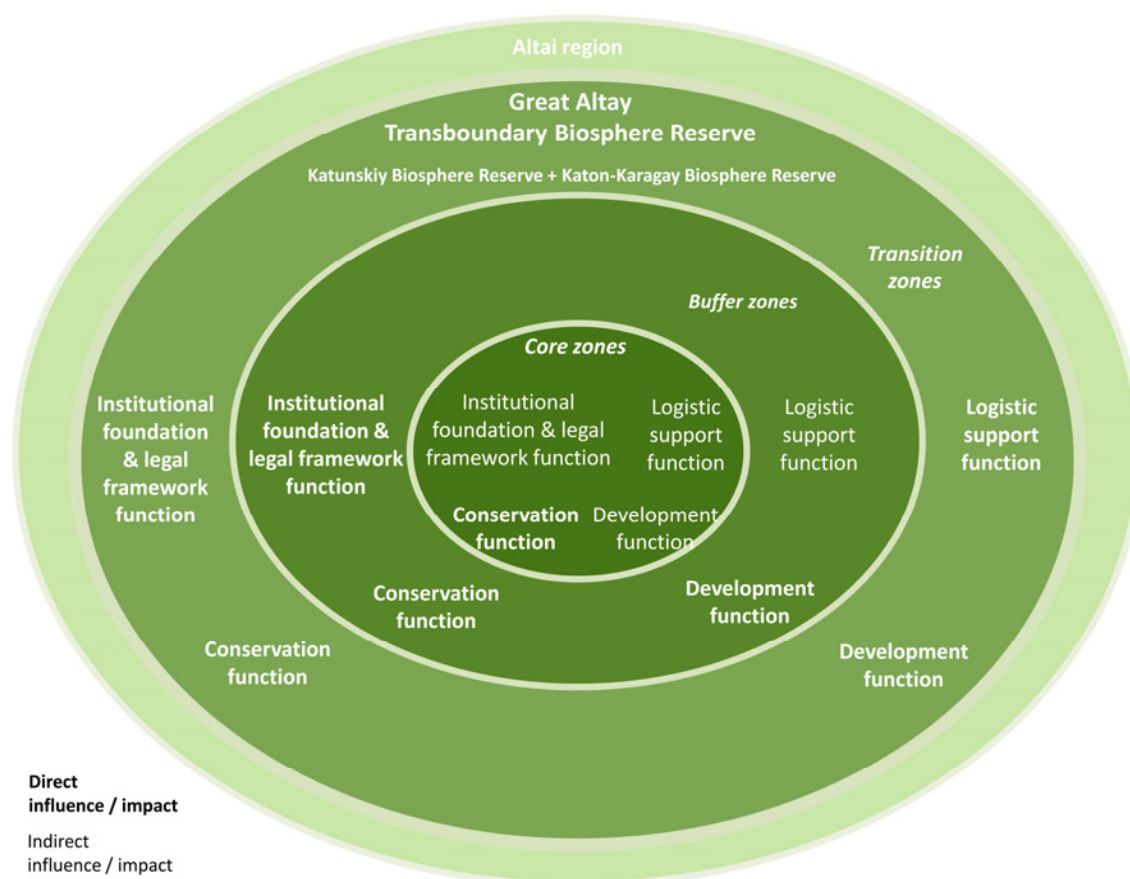 Altai region
Great Altay
Transboundary Biosphere Reserve
Katunskiy Biosphere Reserve + Katon-Karagay Biosphere Reserve
Transition
zones
Buffer zones
Core zones
Institutional
foundation
& legal
framework
function
Institutional
foundation &
legal framework
function
Institutional
foundation & legal
framework function
Logistic
support
function
Logistic
support
function
Logistic
support
function
Conservation
function
Development
function
Conservation
function
Development
function
Conservation
function
Development
function
Direct
influence / impact
Indirect
influence / impact